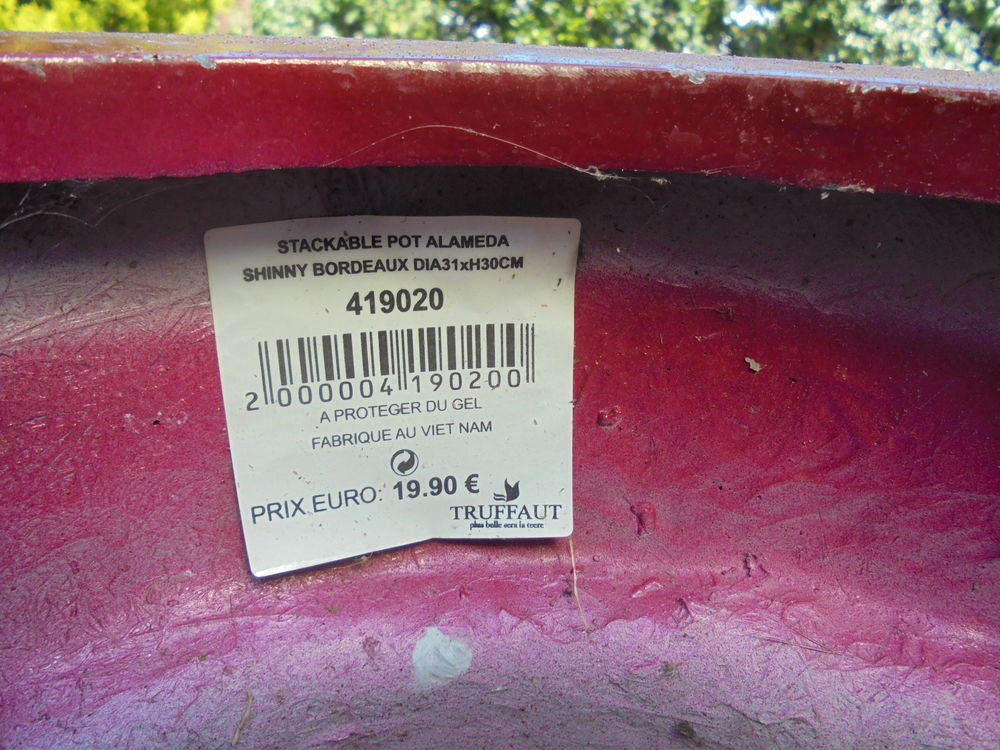 STACKABLE POT ALAMEDA
SHINNY BORDEAUX DIA31xH30CM
419020
2 000004 190200
A PROTEGER DU GEL
FABRIQUE AU VIET NAM
PRIX EURO: 19.90 €
TRUFFAUT
plus belle sera la terre